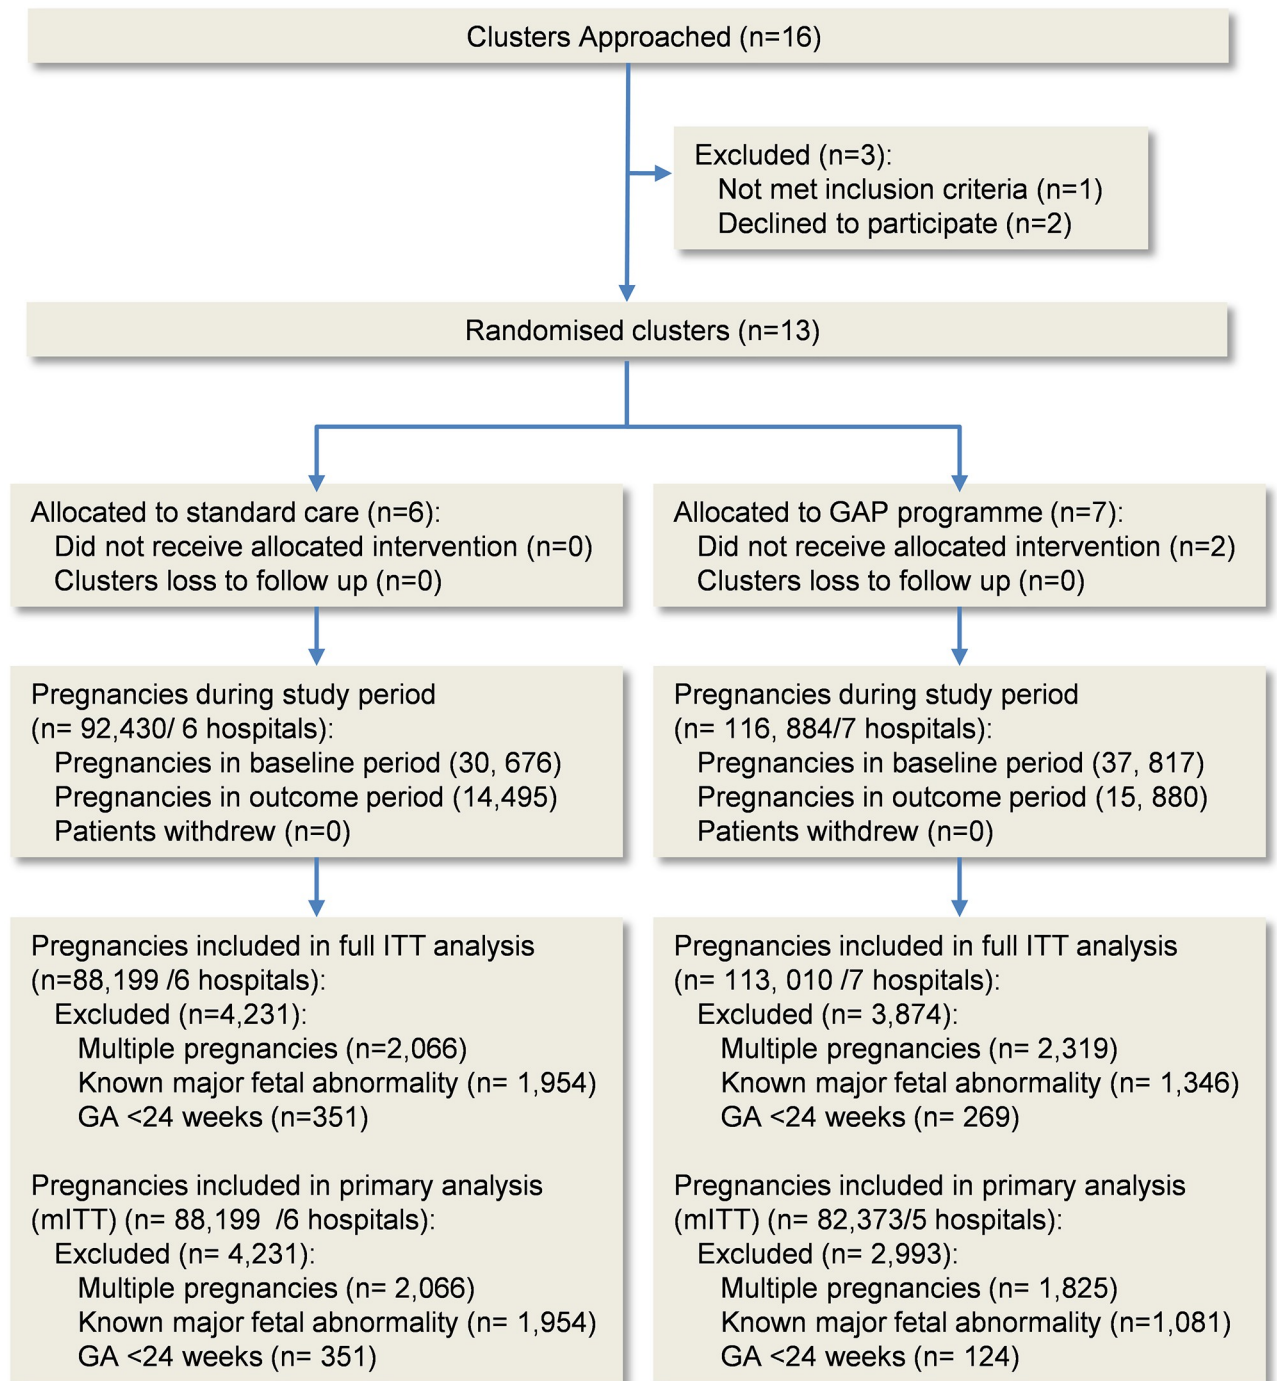 Clusters Approached (n=16)
Excluded (n=3):
Not met inclusion criteria (n=1)
Declined to participate (n=2)
Randomised clusters (n=13)
Allocated to standard care (n=6):
Did not receive allocated intervention (n=0)
Clusters loss to follow up (n=0)
Allocated to GAP programme (n=7):
Did not receive allocated intervention (n=2)
Clusters loss to follow up (n=0)
Pregnancies during study period
(n= 92,430/ 6 hospitals):
Pregnancies in baseline period (30, 676)
Pregnancies in outcome period (14,495)
Patients withdrew (n=0)
Pregnancies during study period
(n= 116, 884/7 hospitals):
Pregnancies in baseline period (37, 817)
Pregnancies in outcome period (15, 880)
Patients withdrew (n=0)
Pregnancies included in full ITT analysis
(n=88,199 /6 hospitals):
Excluded (n=4,231):
Multiple pregnancies (n=2,066)
Known major fetal abnormality (n= 1,954)
GA <24 weeks (n=351)
Pregnancies included in primary analysis
(mITT) (n= 88,199  /6 hospitals):
Excluded (n= 4,231):
Multiple pregnancies (n= 2,066)
Known major fetal abnormality (n= 1,954)
GA <24 weeks (n= 351)
Pregnancies included in full ITT analysis
(n= 113, 010 /7 hospitals):
Excluded (n= 3,874):
Multiple pregnancies (n= 2,319)
Known major fetal abnormality (n= 1,346)
GA <24 weeks (n= 269)
Pregnancies included in primary analysis
(mITT) (n= 82,373/5 hospitals):
Excluded (n= 2,993):
Multiple pregnancies (n= 1,825)
Known major fetal abnormality (n=1,081)
GA <24 weeks (n= 124)